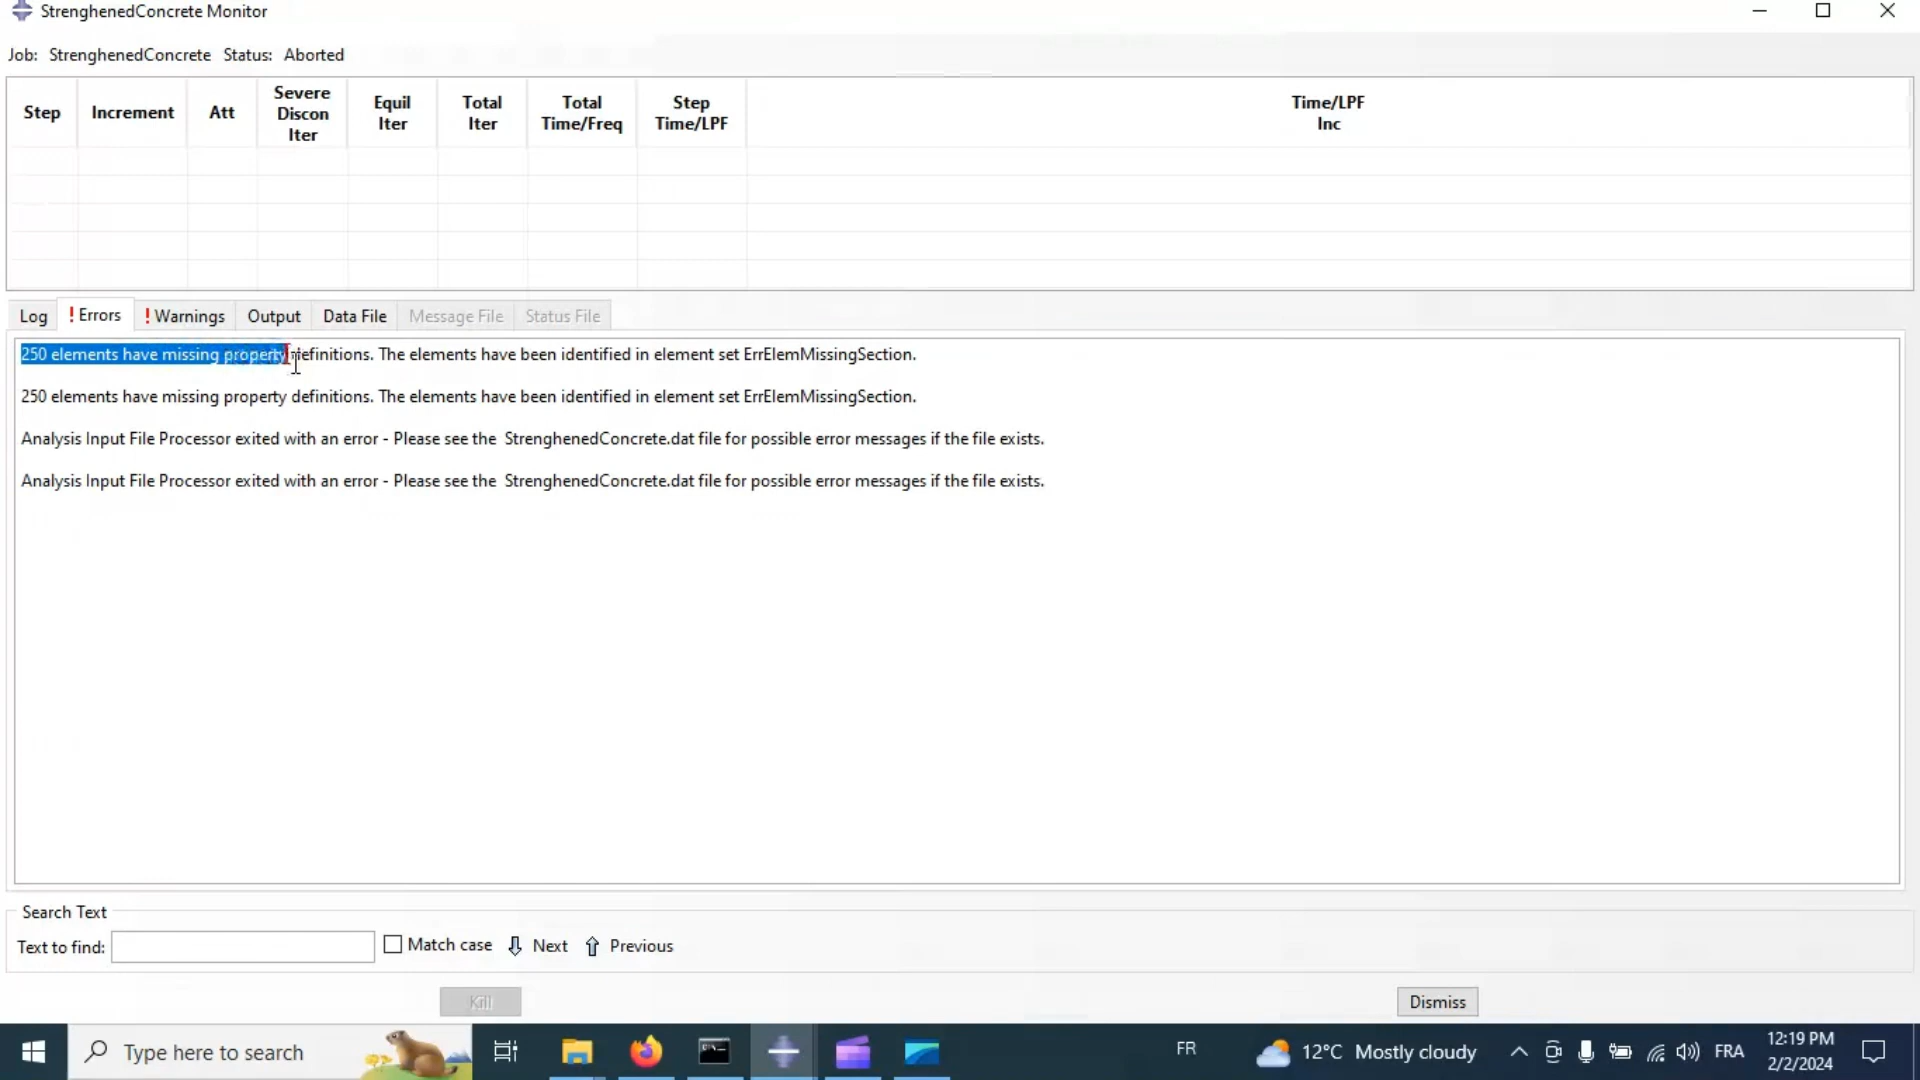 StrenghenedConcrete Monitor
Job: StrenghenedConcrete Status: Aborted
Step Increment Att Severe Discon Iter Equil Iter Total Iter Total Time/Freq Step Time/LPF Time/LPF Inc
Log !Errors !Warnings Output Data File Message File Status File
250 elements have missing property definitions. The elements have been identified in element set ErrElemMissingSection.
250 elements have missing property definitions. The elements have been identified in element set ErrElemMissingSection.
Analysis Input File Processor exited with an error - Please see the StrenghenedConcrete.dat file for possible error messages if the file exists.
Analysis Input File Processor exited with an error - Please see the StrenghenedConcrete.dat file for possible error messages if the file exists.
Search Text
Text to find: Match case Next Previous
Kill Dismiss
Type here to search FR 12°C Mostly cloudy FRA 12:19 PM
2/2/2024